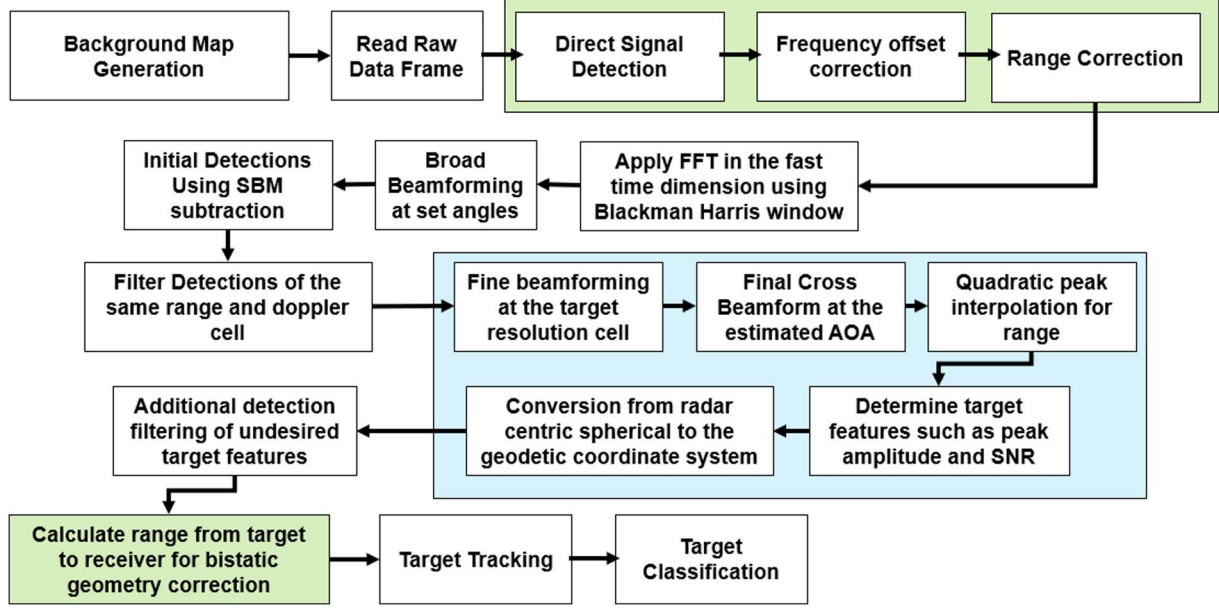 Background Map
Generation
Read Raw
Data Frame
Direct Signal
Detection
Frequency offset
correction
Range Correction
Initial Detections
Using SBM
subtraction
Broad
Beamforming
at set angles
Apply FFT in the fast
time dimension using
Blackman Harris window
Filter Detections of the
same range and doppler
cell
Fine beamforming
at the target
resolution cell
Final Cross
Beamform at the
estimated AOA
Quadratic peak
interpolation for
range
Additional detection
filtering of undesired
target features
Conversion from radar
centric spherical to the
geodetic coordinate system
Determine target
features such as peak
amplitude and SNR
Calculate range from target
to receiver for bistatic
geometry correction
Target Tracking
Target
Classification